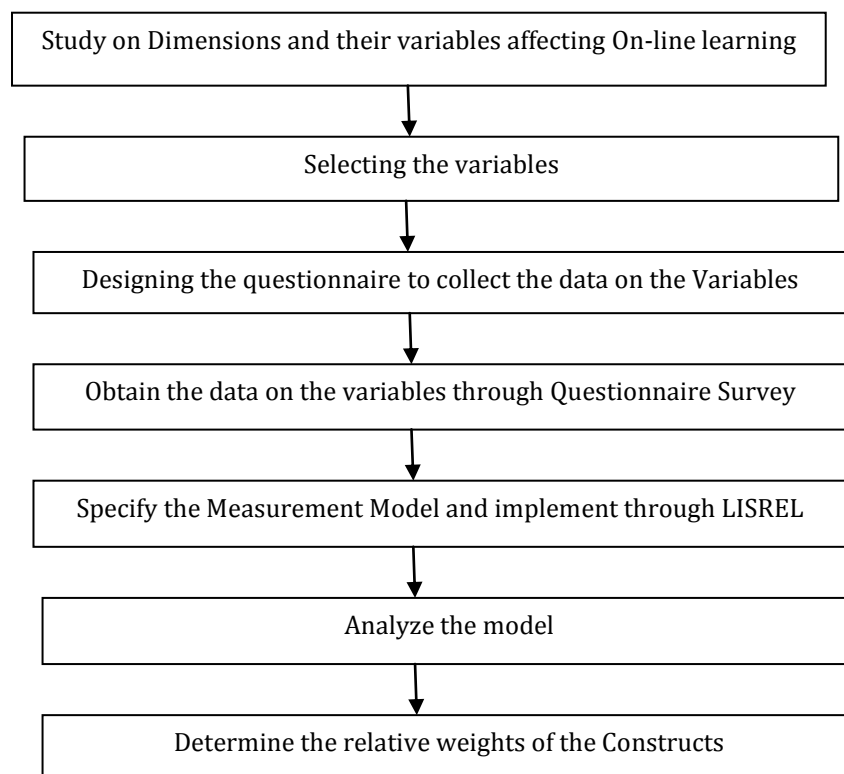 Study on Dimensions and their variables affecting On-line learning
Selecting the variables
Designing the questionnaire to collect the data on the Variables
Obtain the data on the variables through Questionnaire Survey
Specify the Measurement Model and implement through LISREL
Analyze the model
Determine the relative weights of the Constructs